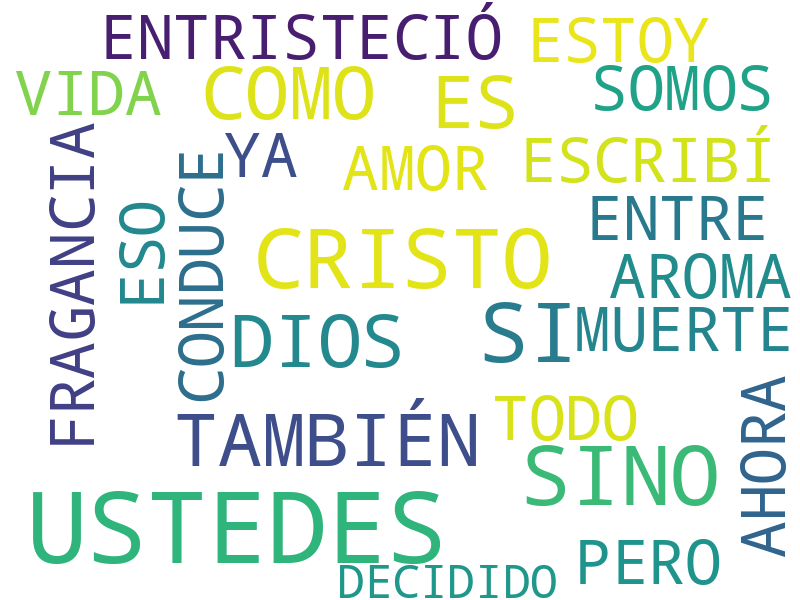 ENTRISTECIÓ
ESTOY
VIDA
COMO
ES
SOMOS
FRAGANCIA
YA
AMOR
ESCRIBÍ
ESO
CONDUCE
ENTRE
CRISTO
AROMA
DIOS
SI
MUERTE
TAMBIÉN
TODO
AHORA
SINO
USTEDES
PERO
DECIDIDO